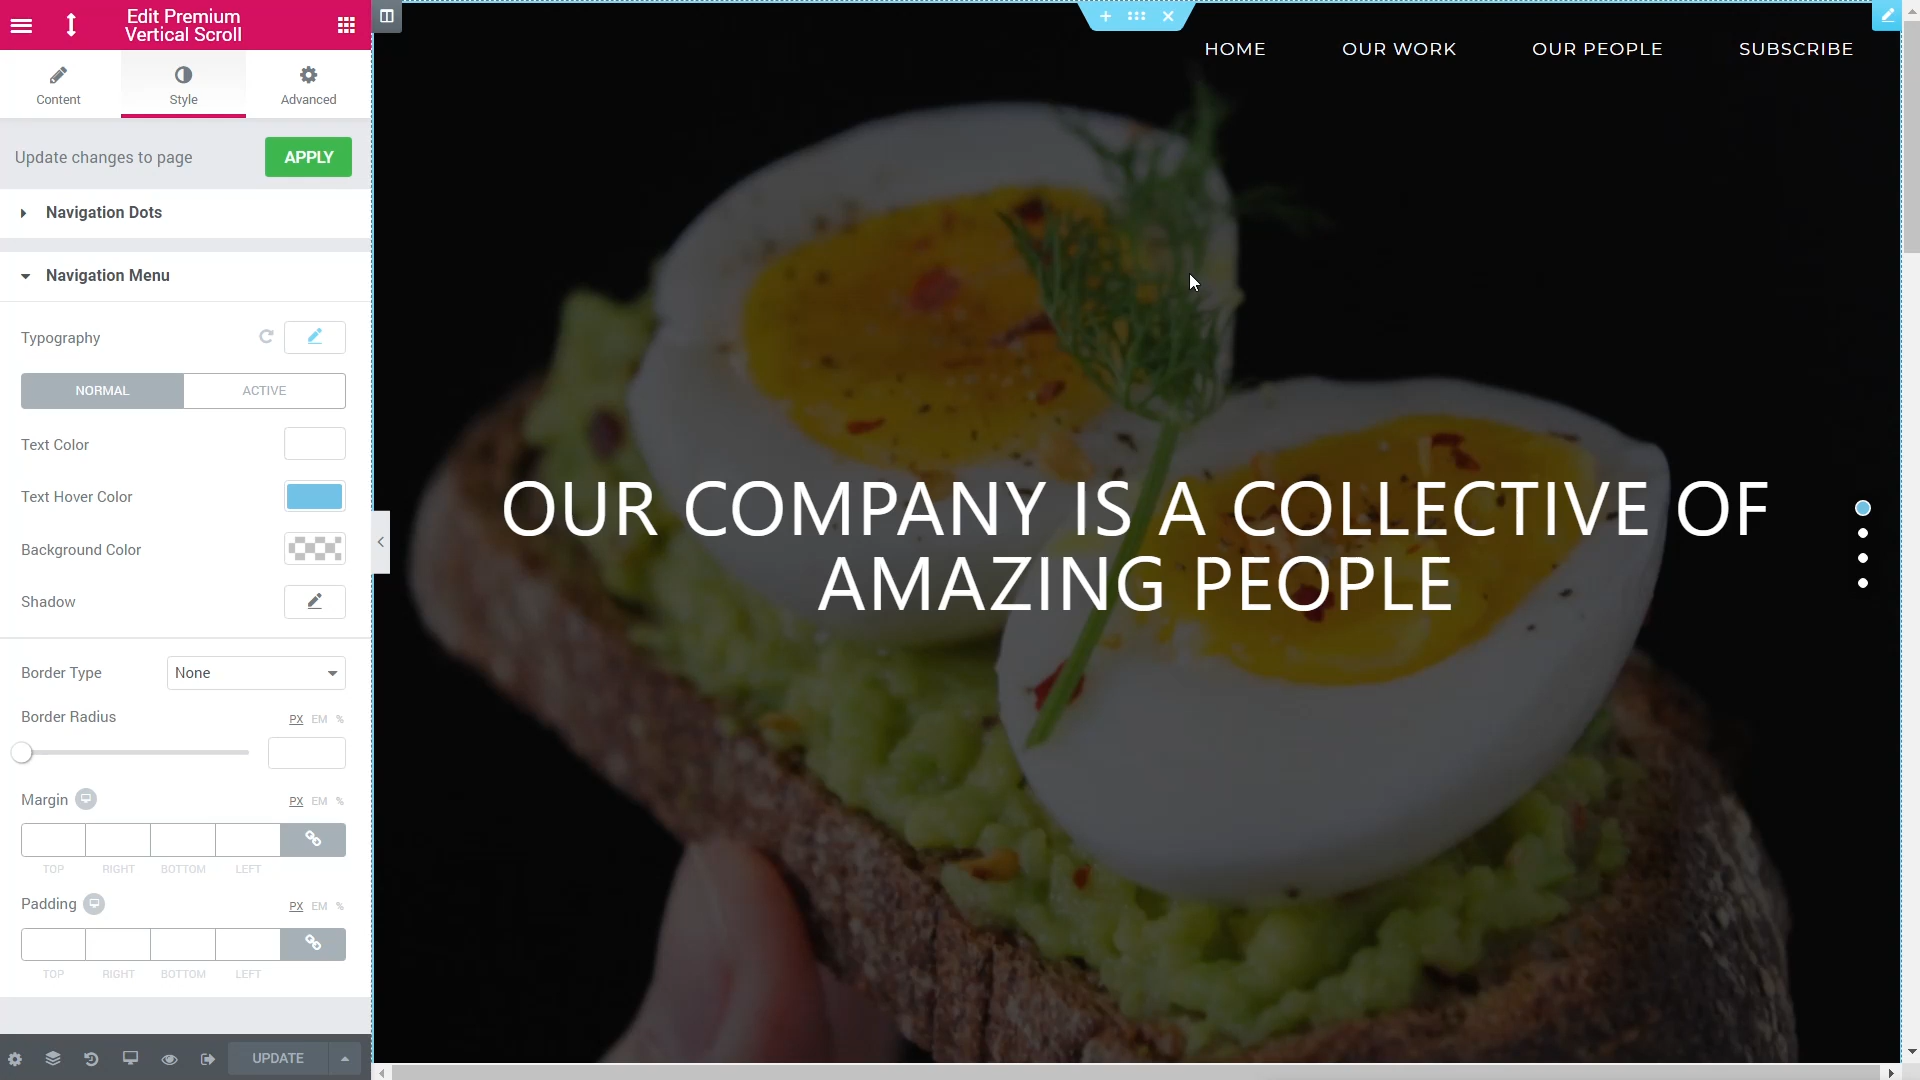 Edit Premium
Vertical Scroll
Content
Style
Advanced
Update changes to page
APPLY
Navigation Dots
Navigation Menu
Typography
NORMAL
ACTIVE
Text Color
Text Hover Color
Background Color
Shadow
Border Type
None
Border Radius
PX EM %
Margin
PX EM %
TOP RIGHT BOTTOM LEFT
Padding
PX EM %
TOP RIGHT BOTTOM LEFT
UPDATE
HOME OUR WORK OUR PEOPLE SUBSCRIBE
OUR COMPANY IS A COLLECTIVE OF
AMAZING PEOPLE